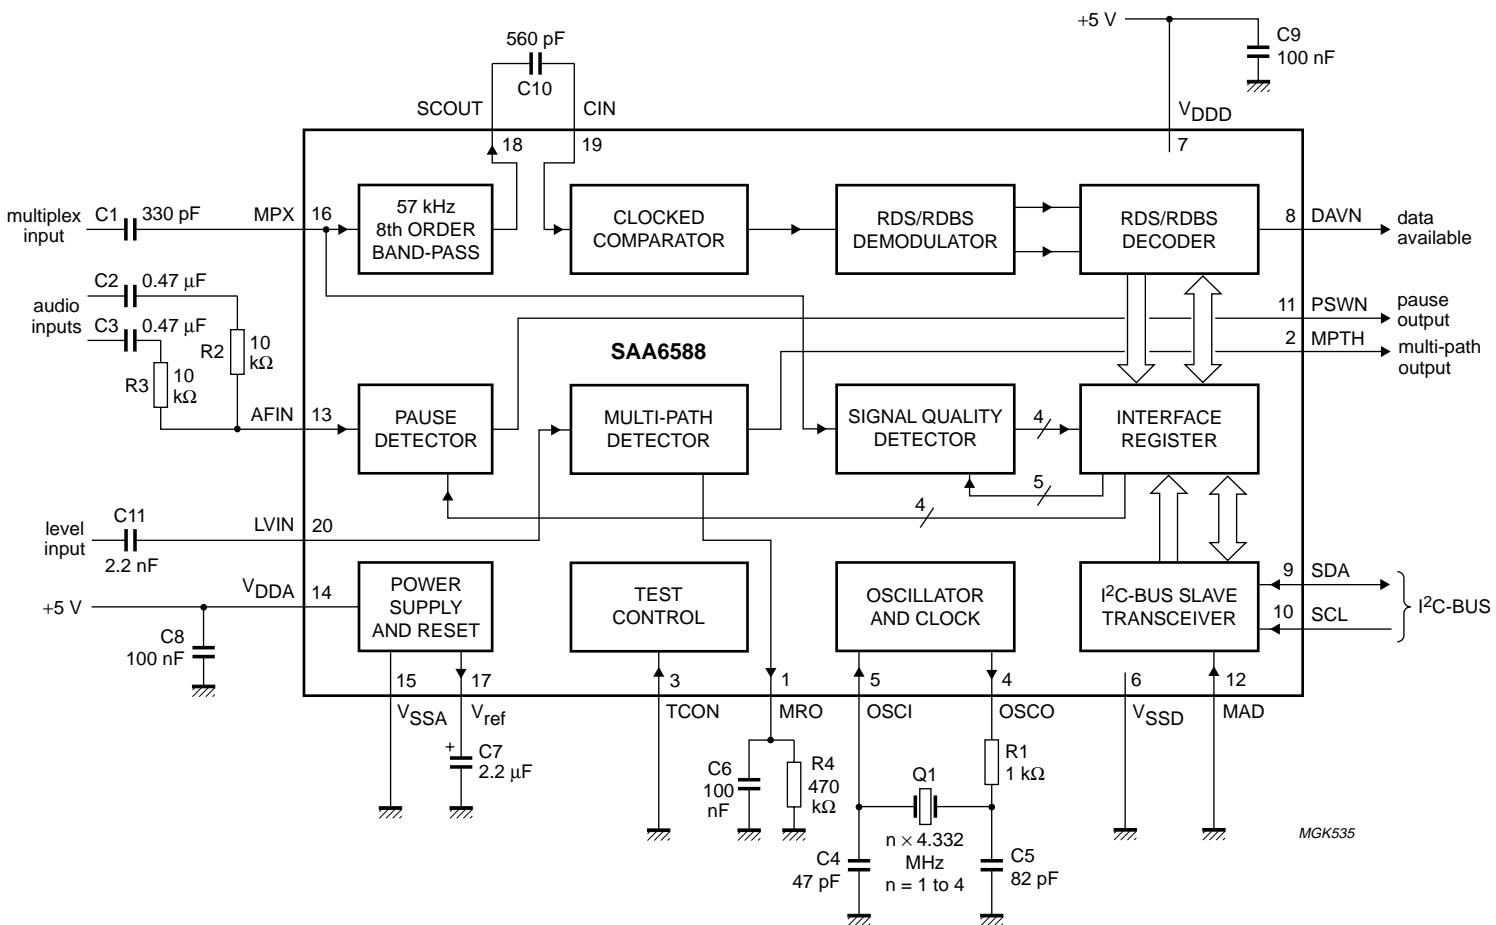 +5 V
C9
100 nF
560 pF
C10
SCOUT
CIN
VDDD
18
19
7
multiplex
input
C1
330 pF
MPX
16
57 kHz
8th ORDER
BAND-PASS
CLOCKED
COMPARATOR
RDS/RDBS
DEMODULATOR
RDS/RDBS
DECODER
8
DAVN
data
available
audio
inputs
C2
0.47 μF
C3
0.47 μF
R2
10
kΩ
R3
10
kΩ
SAA6588
11
PSWN
pause
output
2
MPTH
multi-path
output
AFIN
13
PAUSE
DETECTOR
MULTI-PATH
DETECTOR
SIGNAL QUALITY
DETECTOR
4
INTERFACE
REGISTER
5
4
level
input
C11
2.2 nF
LVIN
20
+5 V
VDDA
14
C8
100 nF
POWER
SUPPLY
AND RESET
TEST
CONTROL
OSCILLATOR
AND CLOCK
I2C-BUS SLAVE
TRANSCEIVER
9
SDA
10
SCL
I2C-BUS
15
17
3
1
5
4
6
12
VSSA
Vref
TCON
MRO
OSCI
OSCO
VSSD
MAD
+
C7
2.2 μF
C6
100
nF
R4
470
kΩ
R1
1 kΩ
Q1
n × 4.332
MHz
n = 1 to 4
C4
47 pF
C5
82 pF
MGK535